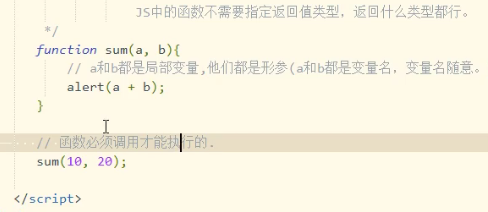 JS中的函数不需要指定返回值类型，返回什么类型都行。
*/
function sum(a, b){
// a和b都是局部变量,他们都是形参(a和b都是变量名，变量名随意。
alert(a + b);
}
// 函数必须调用才能执行的.
sum(10, 20);
</script>